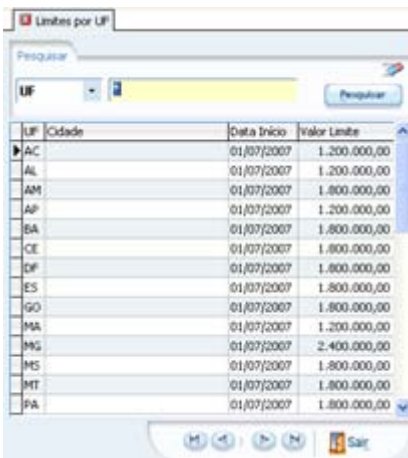 Limites por UF
Pesquisar
UF
Pesquisar
UF Cidade Data Início Valor Limite
AC 01/07/2007 1.200.000,00
AL 01/07/2007 1.200.000,00
AM 01/07/2007 1.800.000,00
AP 01/07/2007 1.200.000,00
BA 01/07/2007 1.800.000,00
CE 01/07/2007 1.800.000,00
DF 01/07/2007 1.800.000,00
ES 01/07/2007 1.800.000,00
GO 01/07/2007 1.800.000,00
MA 01/07/2007 1.200.000,00
MG 01/07/2007 2.400.000,00
MS 01/07/2007 1.800.000,00
MT 01/07/2007 1.800.000,00
PA 01/07/2007 1.800.000,00
Sair